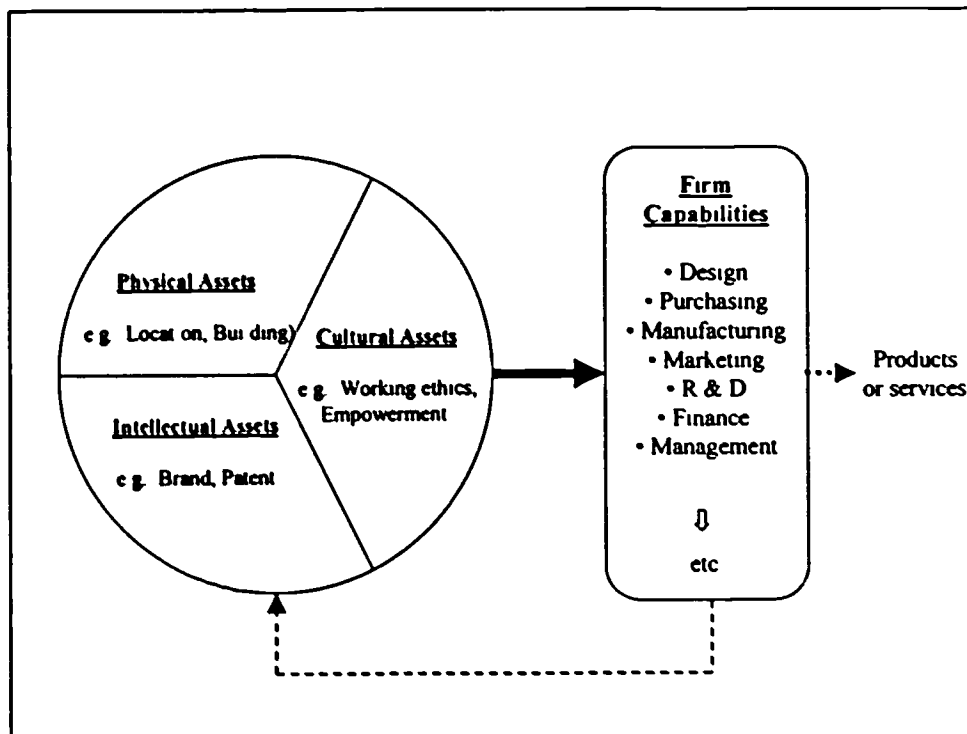 Physical Assets
e g. Locat on, Bui ding)
Cultural Assets
e g. Working ethics,
Empowerment
Intellectual Assets
e g. Brand, Patent
Firm
Capabilities
• Design
• Purchasing
• Manufacturing
• Marketing
• R & D
• Finance
• Management
⇩
etc
Products
or services